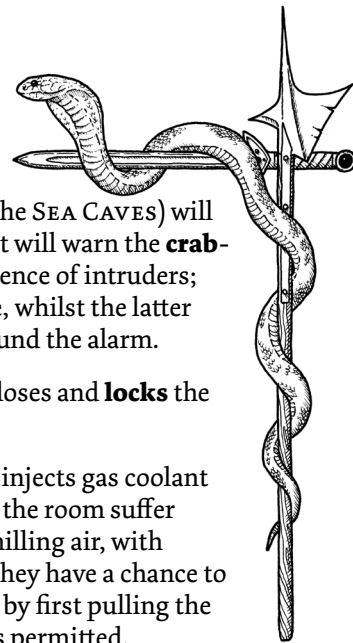 he SEA CAVES) will
t will warn the crab-
ence of intruders;
e, whilst the latter
und the alarm.
loses and locks the
injects gas coolant
the room suffer
nilling air, with
hey have a chance to
by first pulling the
s permitted.